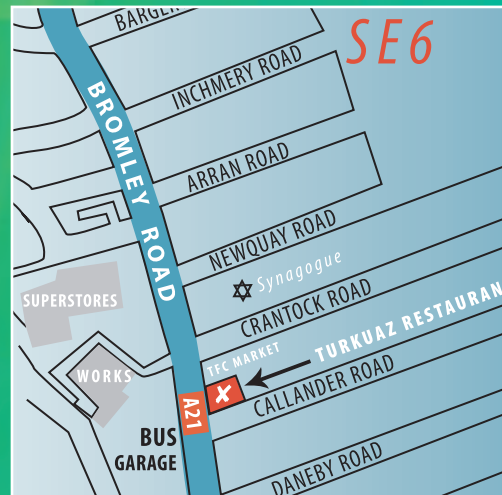 BARGER
SE6
INCHMERY ROAD
BROMLEY ROAD
ARRAN ROAD
NEWQUAY ROAD
Synagogue
CRANTOCK ROAD
SUPERSTORES
TURKUAZ RESTAURAN
TFC MARKET
WORKS
CALLANDER ROAD
A21
BUS
GARAGE
DANEBY ROAD